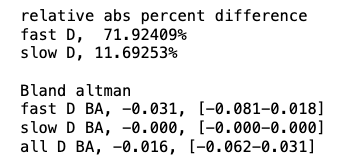 relative abs percent difference
fast D,  71.92409%
slow D, 11.69253%

Bland altman
fast D BA, -0.031, [-0.081-0.018]
slow D BA, -0.000, [-0.000-0.000]
all D BA, -0.016, [-0.062-0.031]